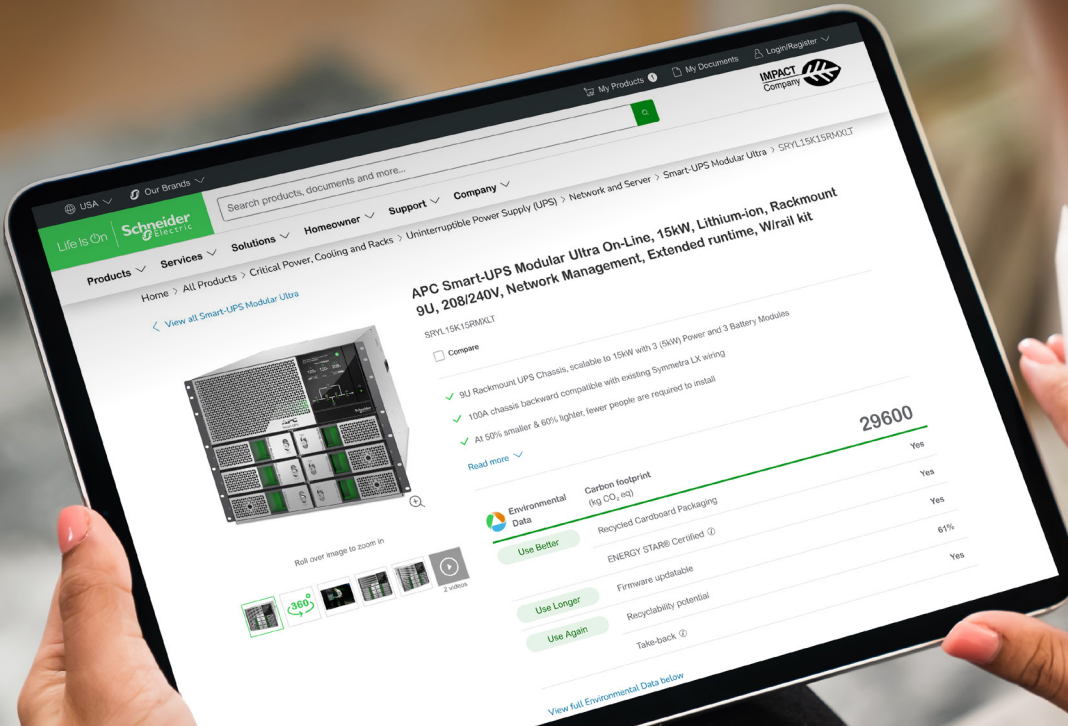 USA
Our Brands
My Products 1
My Documents
Login/Register
Life Is On | Schneider Electric
Search products, documents and more...
IMPACT
Company
Products
Services
Solutions
Homeowner
Support
Company
Home > All Products > Critical Power, Cooling and Racks > Uninterruptible Power Supply (UPS) > Network and Server > Smart-UPS Modular Ultra > SRYL15K15RMXLT
View all Smart-UPS Modular Ultra
APC Smart-UPS Modular Ultra On-Line, 15kW, Lithium-ion, Rackmount
9U, 208/240V, Network Management, Extended runtime, W/rail kit
SRYL15K15RMXLT
Compare
9U Rackmount UPS Chassis, scalable to 15kW with 3 (5kW) Power and 3 Battery Modules
100A chassis backward compatible with existing Symmetra LX wiring
At 50% smaller & 60% lighter, fewer people are required to install
Read more
APC
Roll over image to zoom in
360°
2 videos
Environmental
Data
Carbon footprint
(kg CO₂ eq)
29600
Use Better
Recycled Cardboard Packaging
Yes
ENERGY STAR® Certified
Yes
Use Longer
Firmware updatable
Yes
Use Again
Recyclability potential
61%
Take-back
Yes
View full Environmental Data below